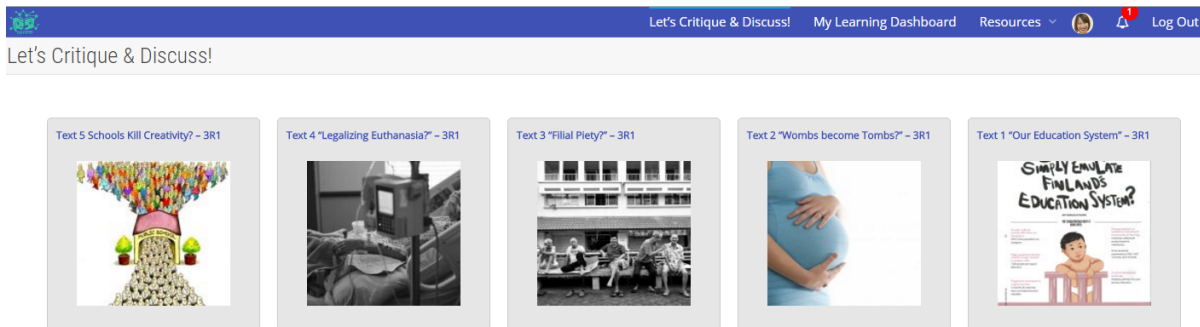 Let's Critique & Discuss!
My Learning Dashboard
Resources
1
Log Out
Let's Critique & Discuss!
Text 5 Schools Kill Creativity? – 3R1
Text 4 "Legalizing Euthanasia?" – 3R1
Text 3 "Filial Piety?" – 3R1
Text 2 "Wombs become Tombs?" – 3R1
Text 1 "Our Education System" – 3R1
PUBLIC SCHOOL
SIMPLY EMULATE
FINLAND'S
EDUCATION SYSTEM?